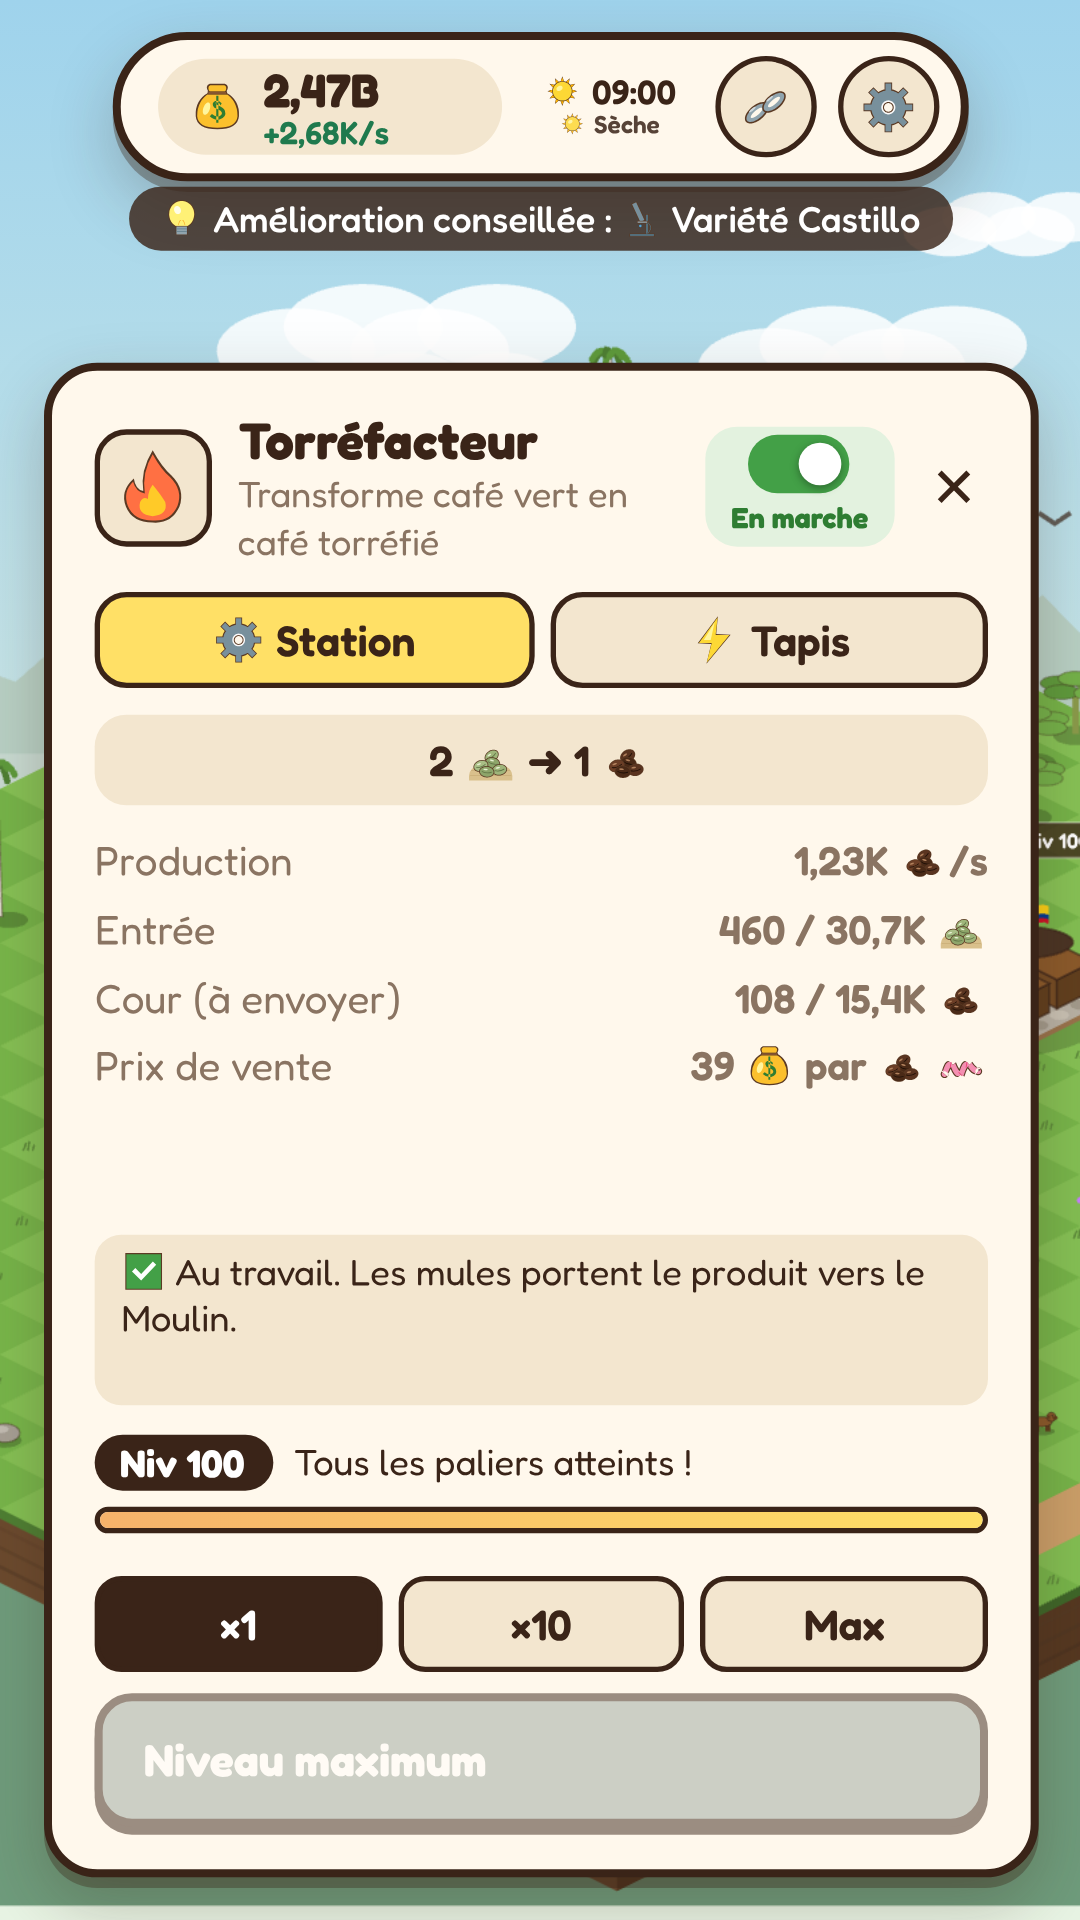 2,47B
+2,68K/s
09:00
Sèche
Amélioration conseillée : Variété Castillo
Torréfacteur
Transforme café vert en
café torréfié
En marche
Station
Tapis
2 → 1
Production 1,23K /s
Entrée 460 / 30,7K
Cour (à envoyer) 108 / 15,4K
Prix de vente 39 par
Au travail. Les mules portent le produit vers le
Moulin.
Niv 100 Tous les paliers atteints !
x1
x10
Max
Niveau maximum